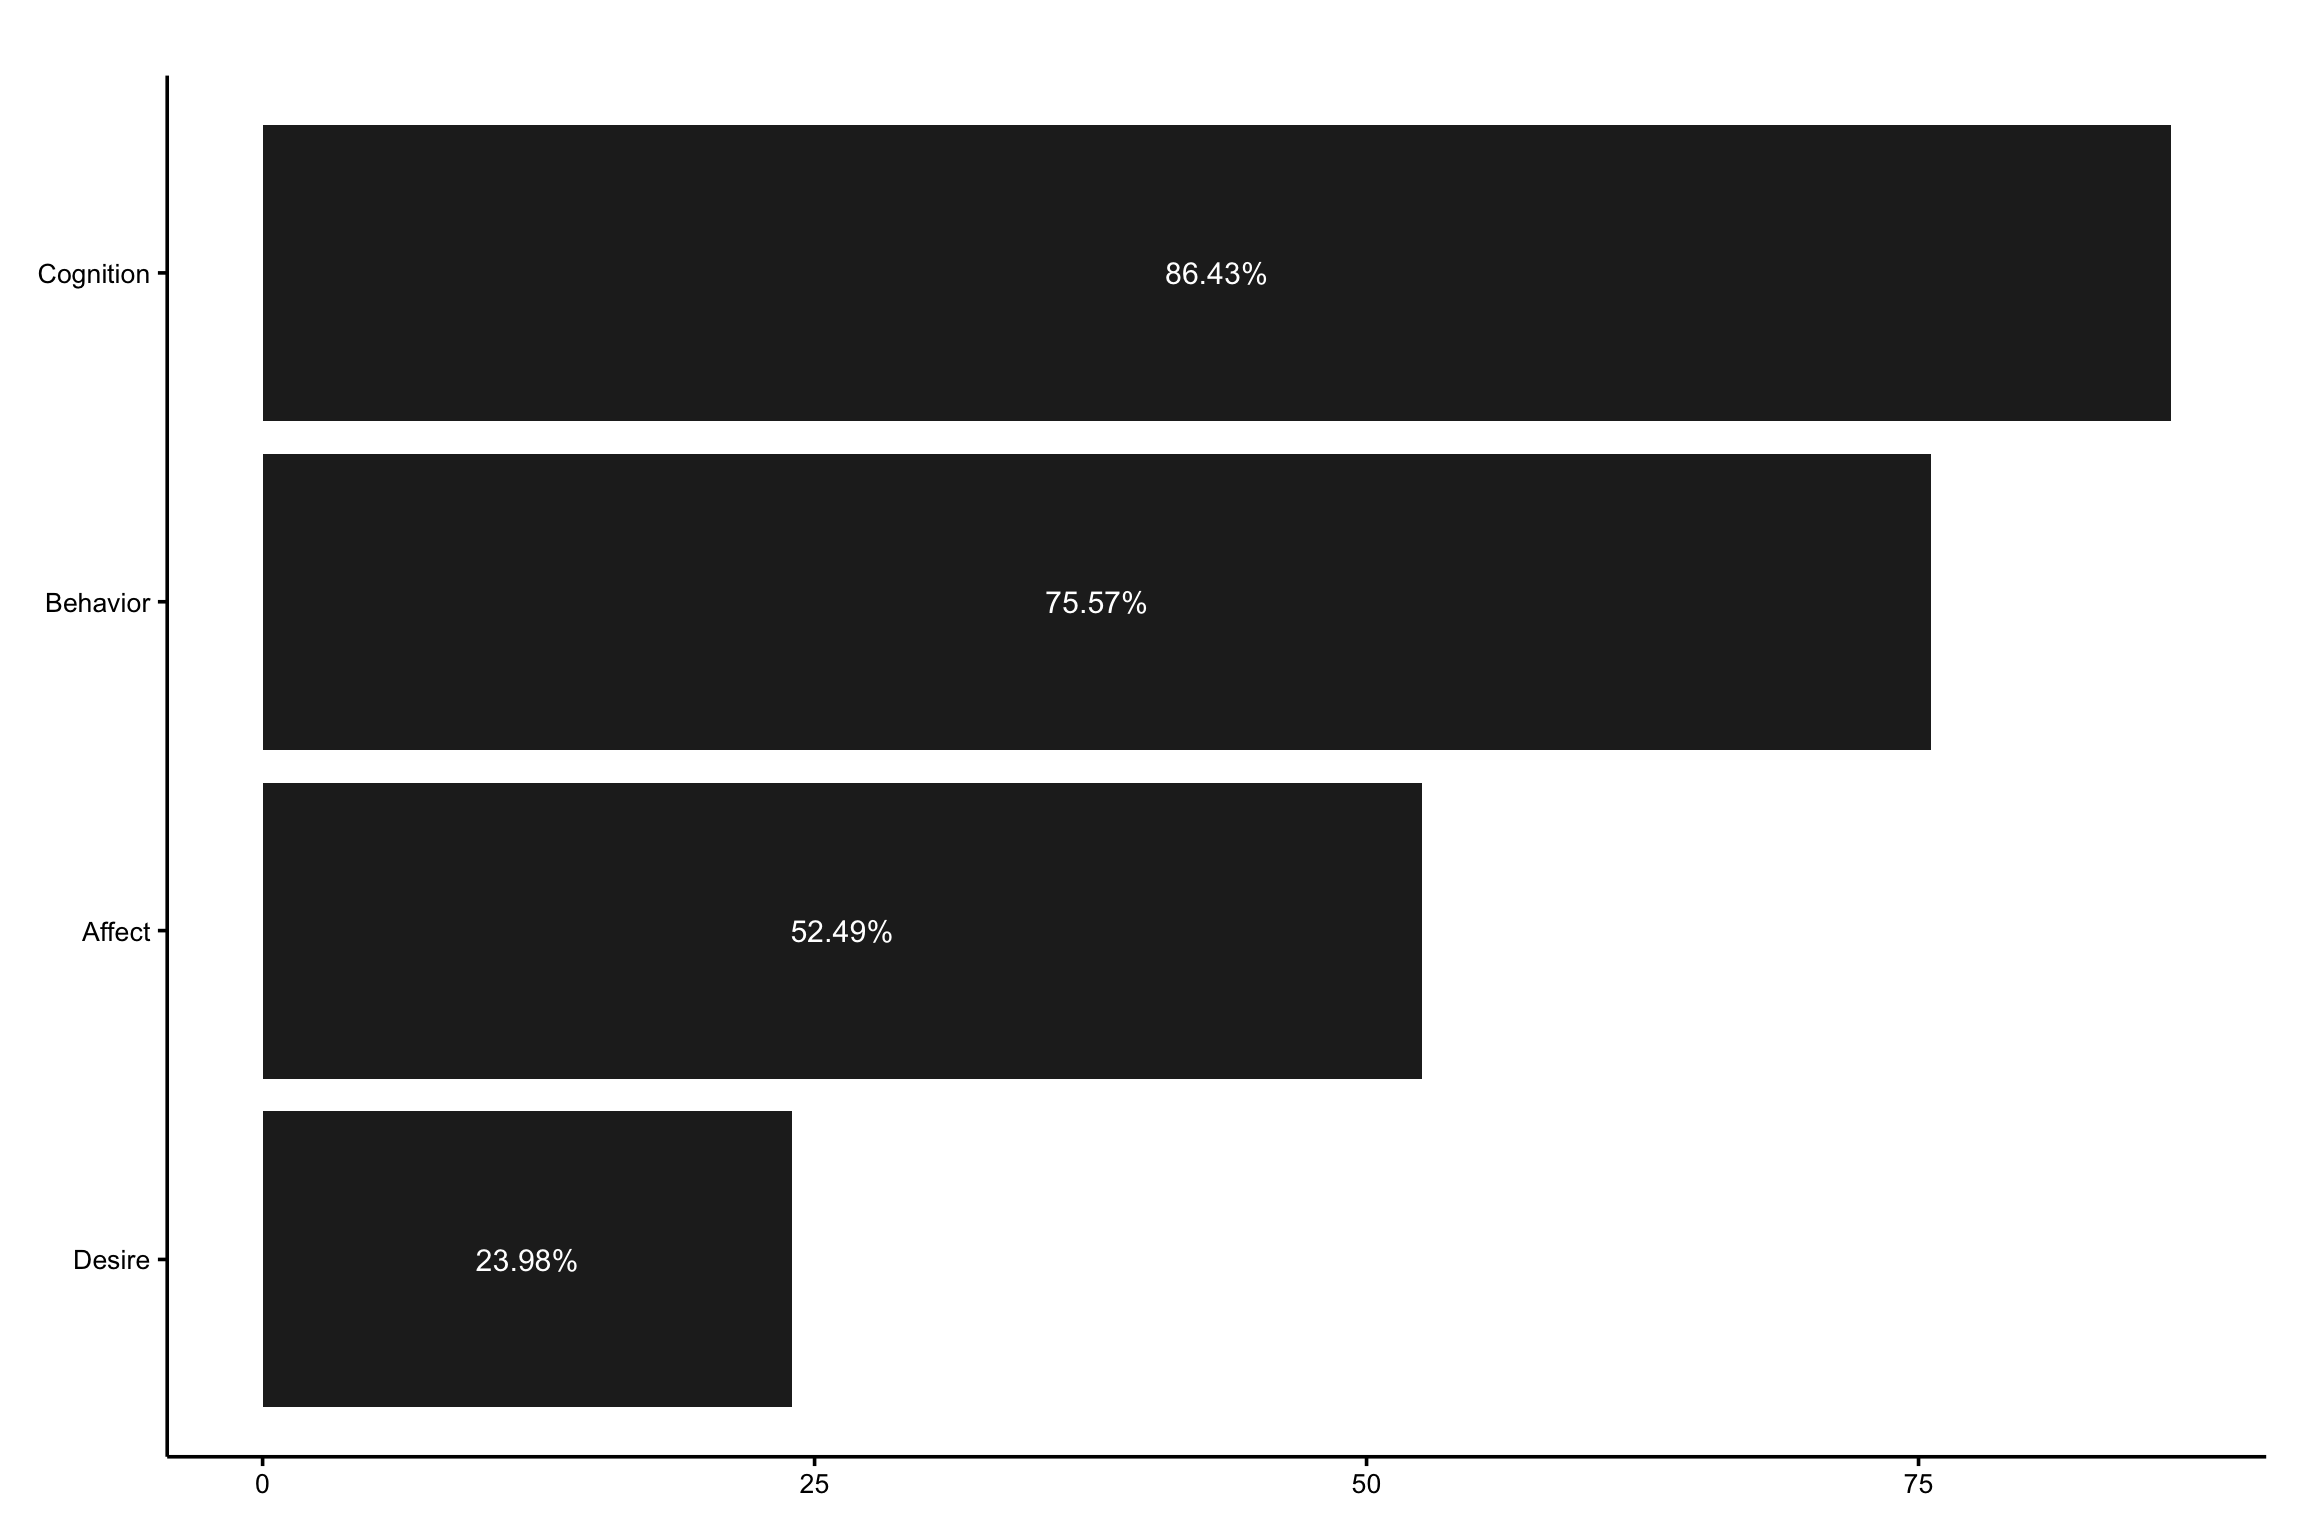 Cognition
86.43%
Behavior
75.57%
Affect
52.49%
Desire
23.98%
0 25 50 75